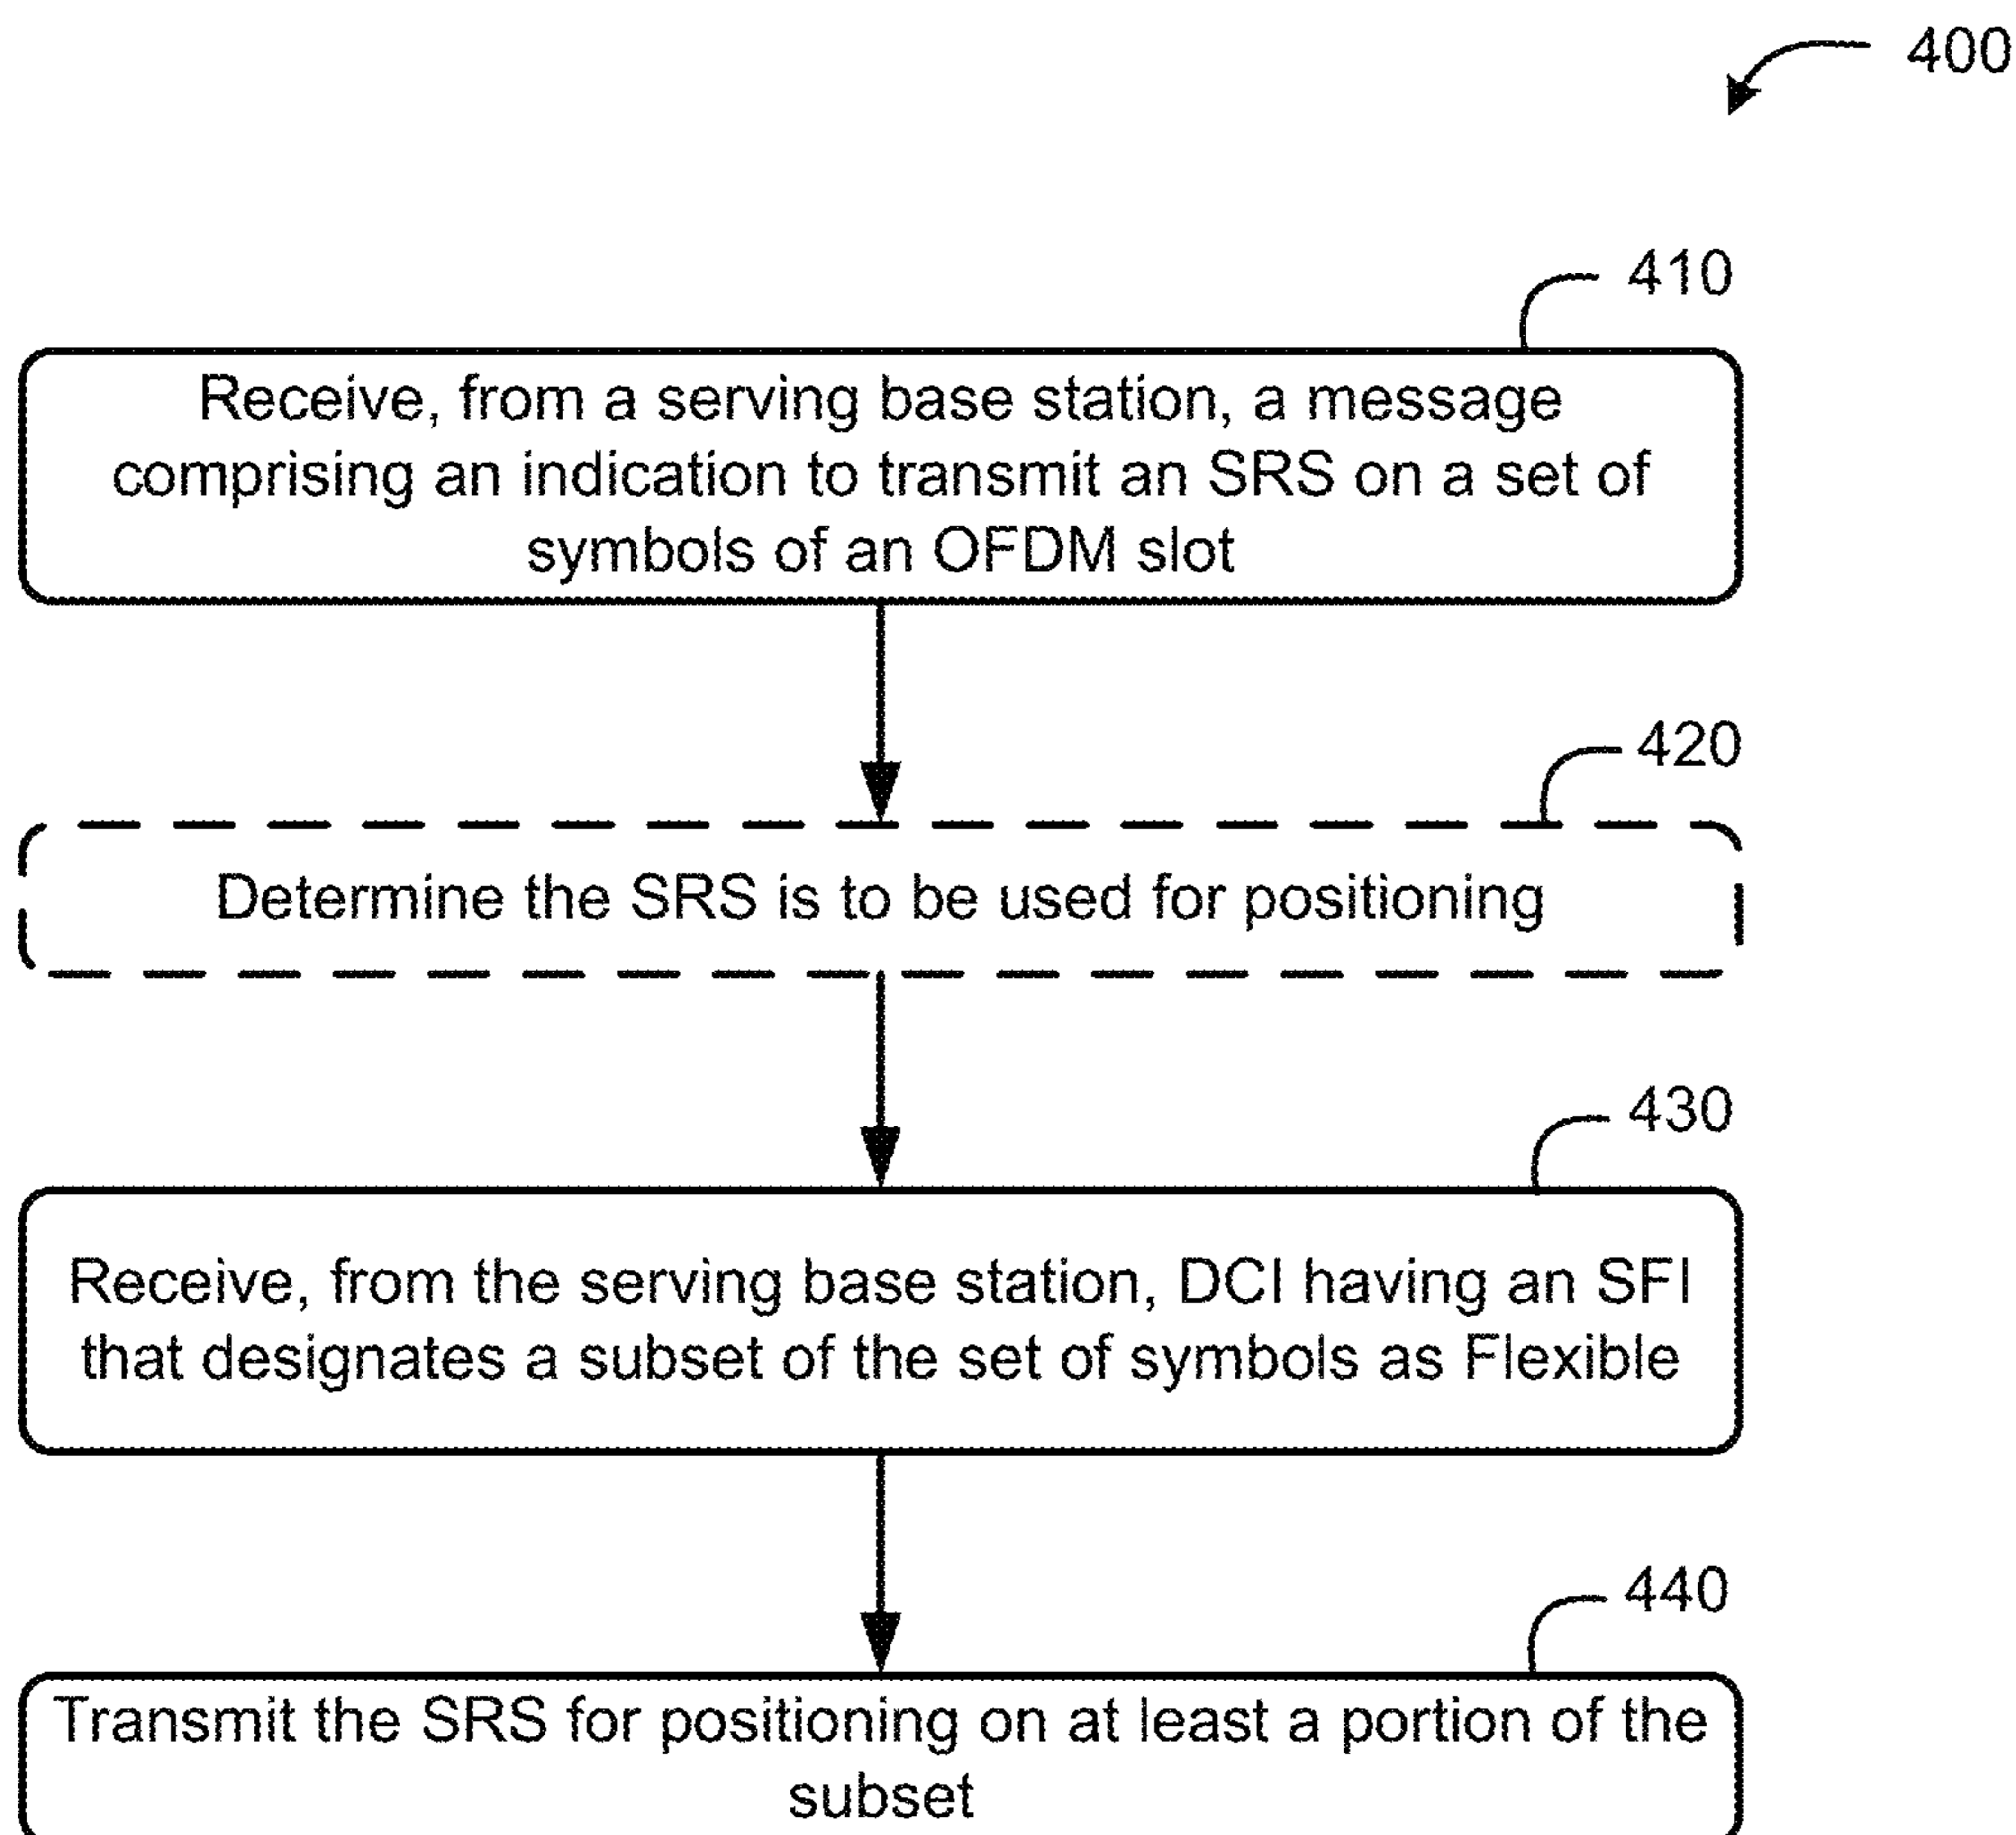 400
410
Receive, from a serving base station, a message
comprising an indication to transmit an SRS on a set of
symbols of an OFDM slot
420
Determine the SRS is to be used for positioning
430
Receive, from the serving base station, DCI having an SFI
that designates a subset of the set of symbols as Flexible
440
Transmit the SRS for positioning on at least a portion of the
subset